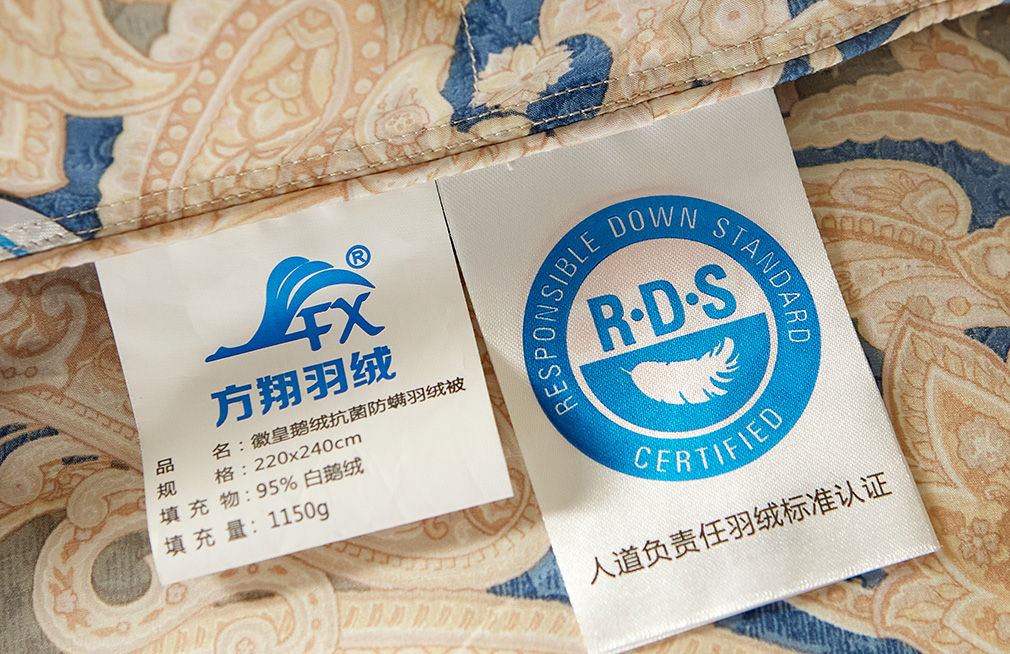 ®
FX
方翔羽绒
品 名：徽皇鹅绒抗菌防螨羽绒被
规 格：220x240cm
填 充 物：95% 白鹅绒
填 充 量：1150g
RESPONSIBLE DOWN STANDARD
R·D·S
CERTIFIED
人道负责任羽绒标准认证